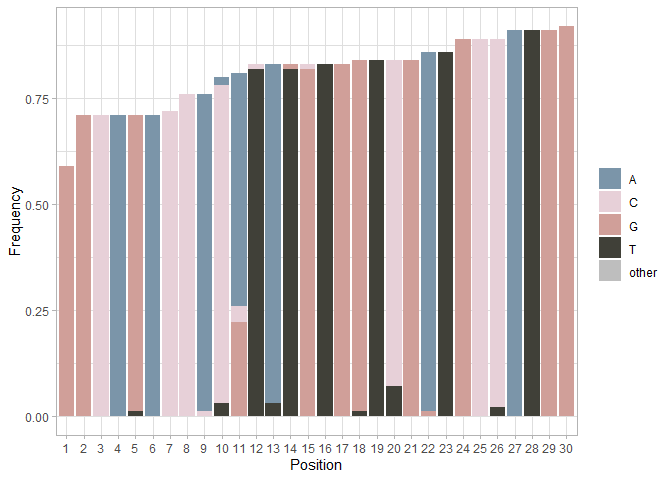 0.75
0.50
0.25
0.00
Frequency
1 2 3 4 5 6 7 8 9 10 11 12 13 14 15 16 17 18 19 20 21 22 23 24 25 26 27 28 29 30
Position
A
C
G
T
other